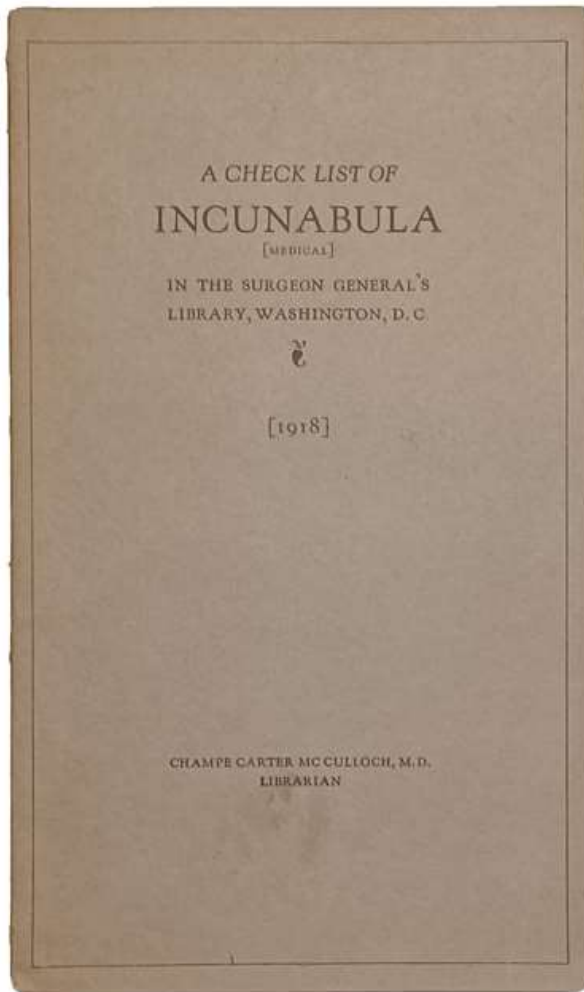 A CHECK LIST OF
INCUNABULA
[MEDICAL]
IN THE SURGEON GENERAL'S
LIBRARY, WASHINGTON, D. C.
[1918]
CHAMPE CARTER MC CULLOCH, M.D.
LIBRARIAN